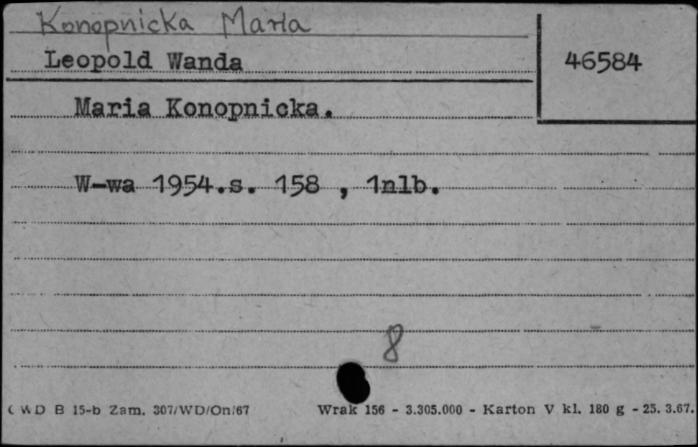 Konopnicka Maria
Leopold Wanda
46584
Maria Konopnicka.
W-wa 1954.s. 158 , 1nlb.
8
CWD B 15-b Zam. 307/WD/On/67 Wrak 156 - 3.305.000 - Karton V kl. 180 g - 25. 3.67.